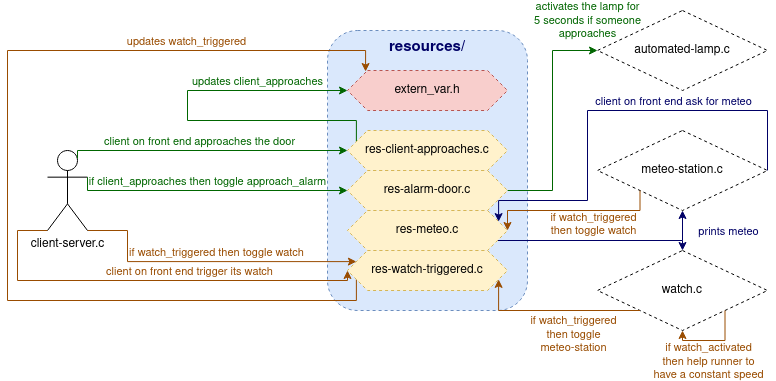 activates the lamp for
5 seconds if someone
approaches
updates watch_triggered
resources/
automated-lamp.c
updates client_approaches
extern_var.h
client on front end ask for meteo
client on front end approaches the door
res-client-approaches.c
meteo-station.c
if client_approaches then toggle approach_alarm
res-alarm-door.c
if watch_triggered
then toggle watch
res-meteo.c
prints meteo
client-server.c
if watch_triggered then toggle watch
client on front end trigger its watch
res-watch-triggered.c
watch.c
if watch_triggered
then toggle
meteo-station
if watch_activated
then help runner to
have a constant speed